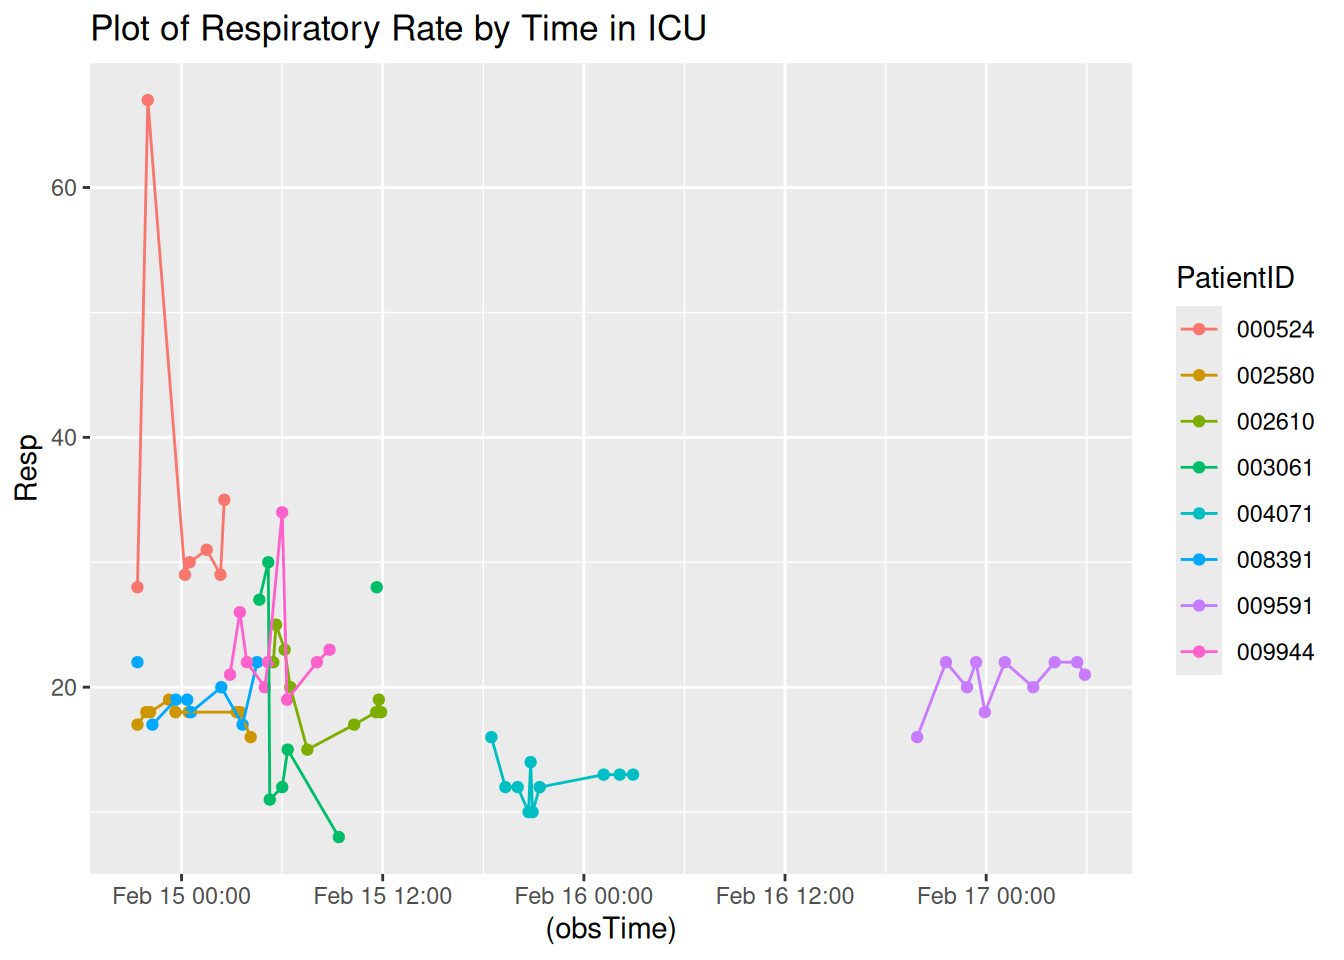 Plot of Respiratory Rate by Time in ICU
60
40
20
Resp
Feb 15 00:00
Feb 15 12:00
Feb 16 00:00
Feb 16 12:00
Feb 17 00:00
(obsTime)
PatientID
000524
002580
002610
003061
004071
008391
009591
009944